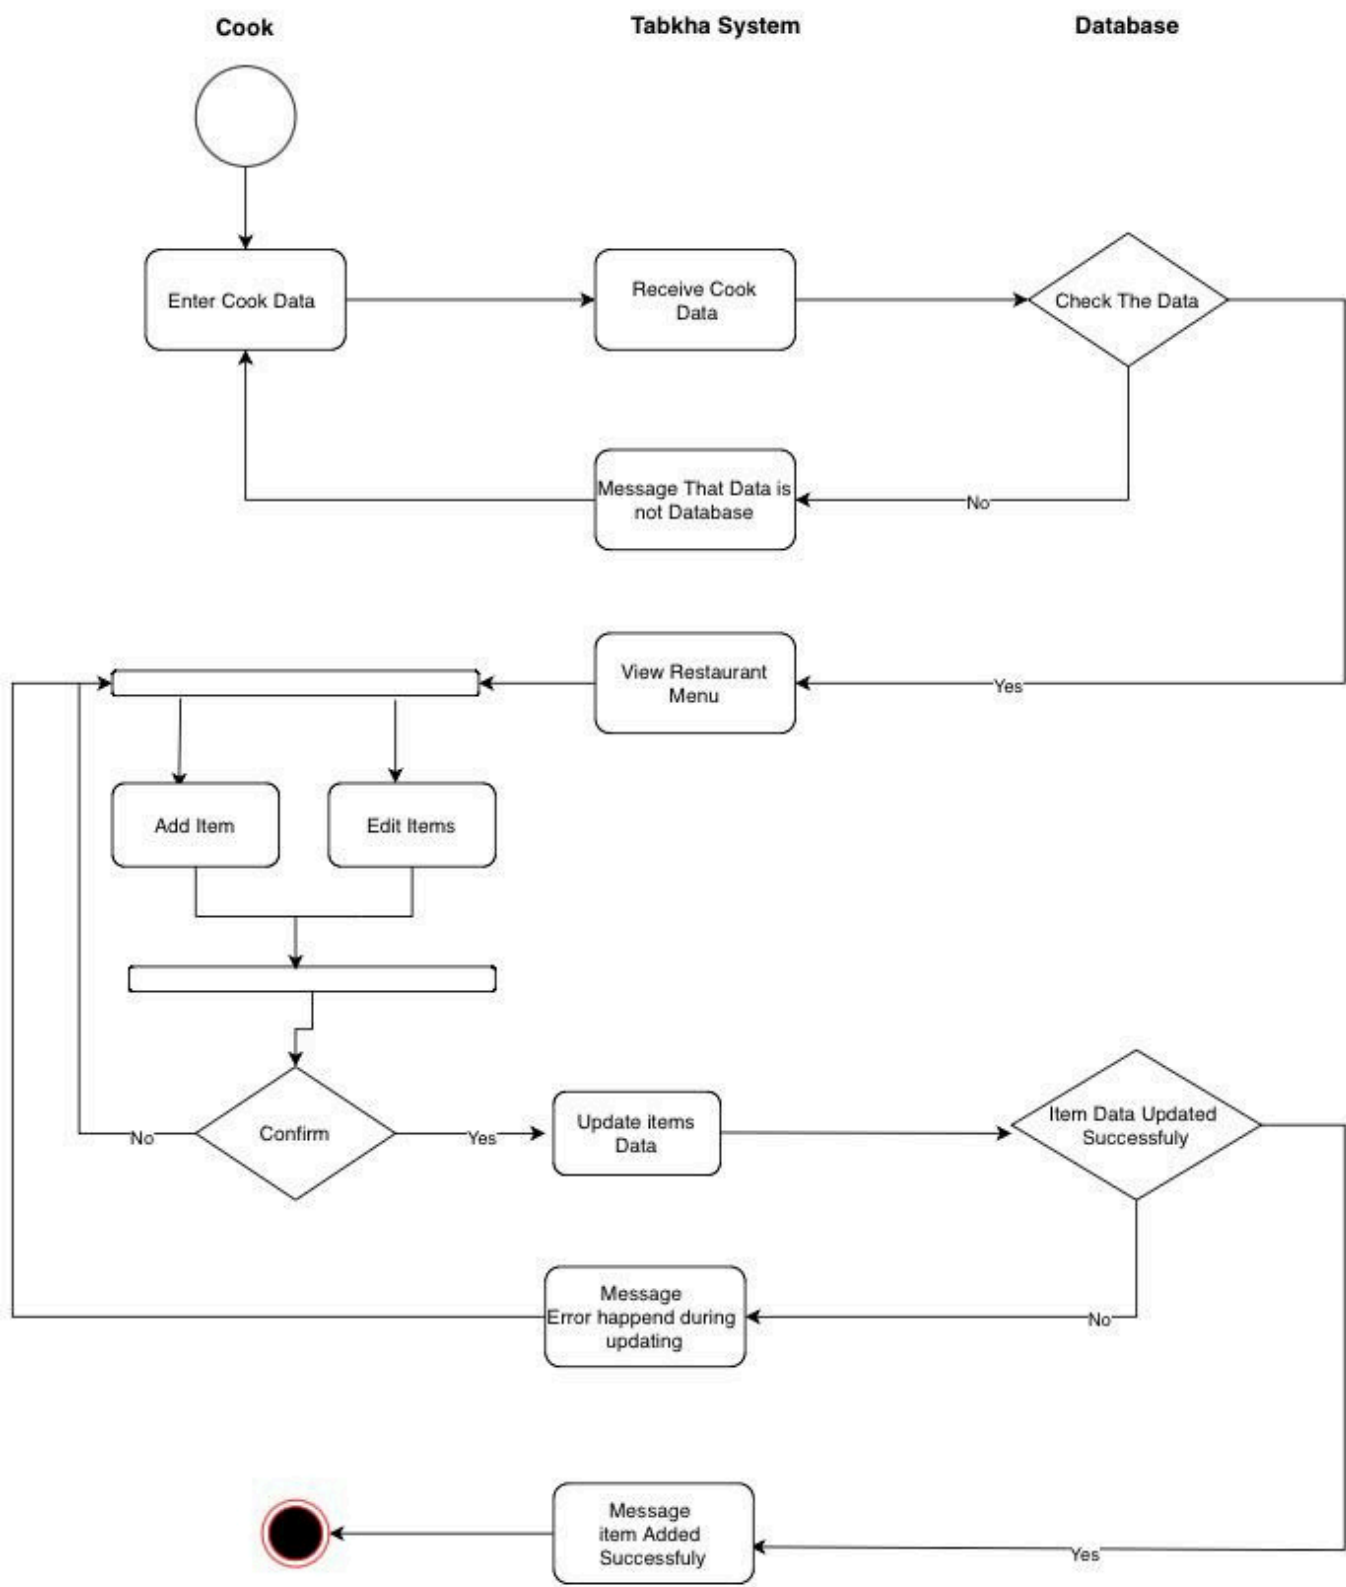 Cook
Tabkha System
Database
Enter Cook Data
Receive Cook
Data
Check The Data
Message That Data is
not Database
No
View Restaurant
Menu
Yes
Add Item
Edit Items
No
Confirm
Yes
Update items
Data
Item Data Updated
Successfuly
Message
Error happend during
updating
No
Message
item Added
Successfuly
Yes